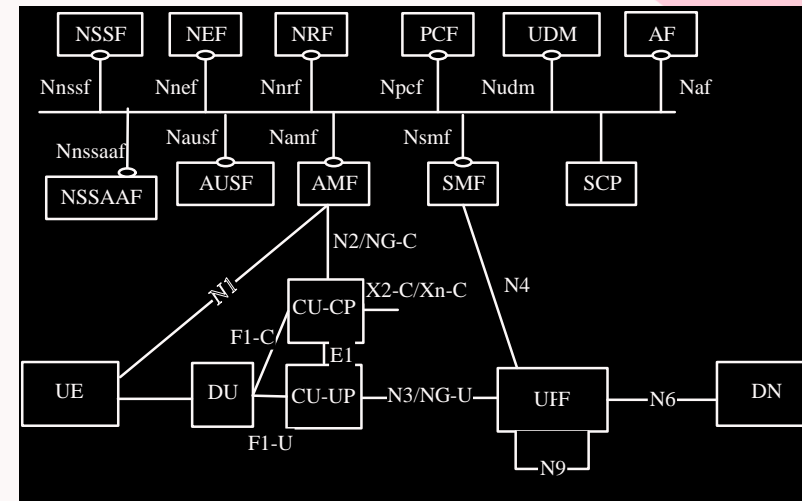 NSSF NEF NRF PCF UDM AF
Nnssf Nnef Nnrf Npcf Nudm Naf
Nnssaaf Nausf Namf Nsmf
NSSAAF AUSF AMF SMF SCP
N2/NG-C
N1 CU-CP X2-C/Xn-C N4
F1-C
E1
UE DU CU-UP N3/NG-U UPF N6 DN
F1-U
N9